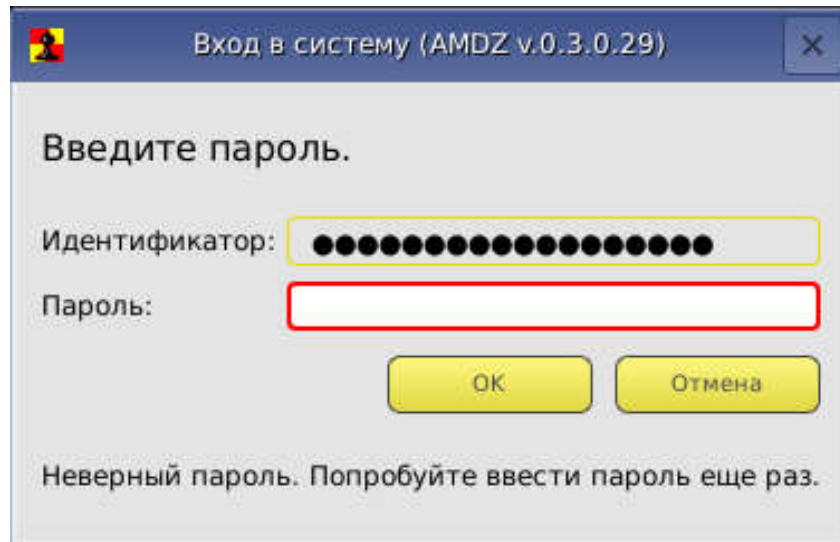 Вход в систему (AMDZ v.0.3.0.29)
Введите пароль.
Идентификатор: ●●●●●●●●●●●●●●●●●●
Пароль:
OK Отмена
Неверный пароль. Попробуйте ввести пароль еще раз.